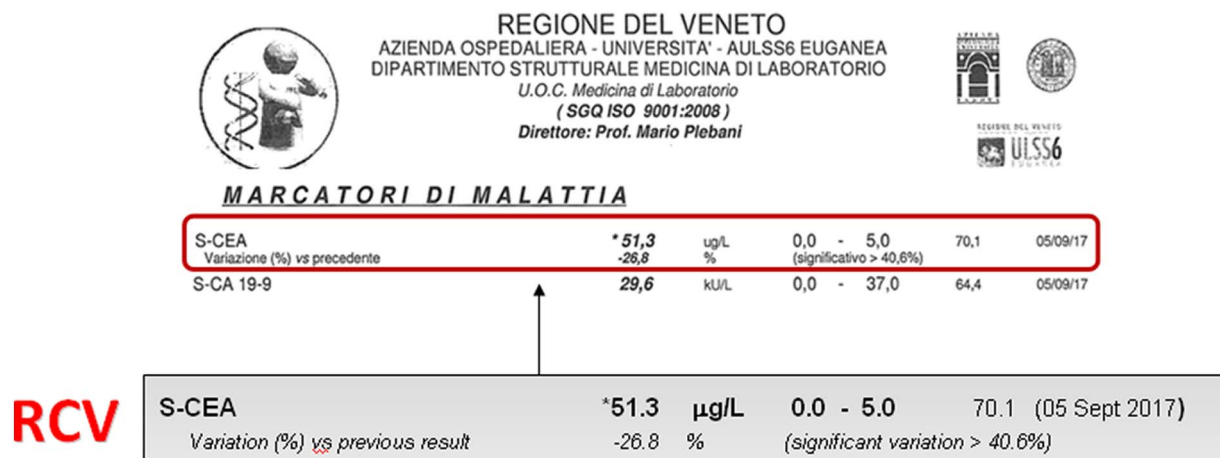 REGIONE DEL VENETO
AZIENDA OSPEDALIERA - UNIVERSITA' - AULSS6 EUGANEA
DIPARTIMENTO STRUTTURALE MEDICINA DI LABORATORIO
U.O.C. Medicina di Laboratorio
( SGQ ISO 9001:2008 )
Direttore: Prof. Mario Plebani
REGIONE DEL VENETO
ULSS6
EUGANEA
MARCATORI DI MALATTIA
S-CEA * 51,3 ug/L 0,0 - 5,0 70,1 05/09/17
Variazione (%) vs precedente -26,8 % (significativo > 40,6%)
S-CA 19-9 29,6 kU/L 0,0 - 37,0 64,4 05/09/17
RCV
S-CEA *51.3 µg/L 0.0 - 5.0 70.1 (05 Sept 2017)
Variation (%) vs previous result -26.8 % (significant variation > 40.6%)